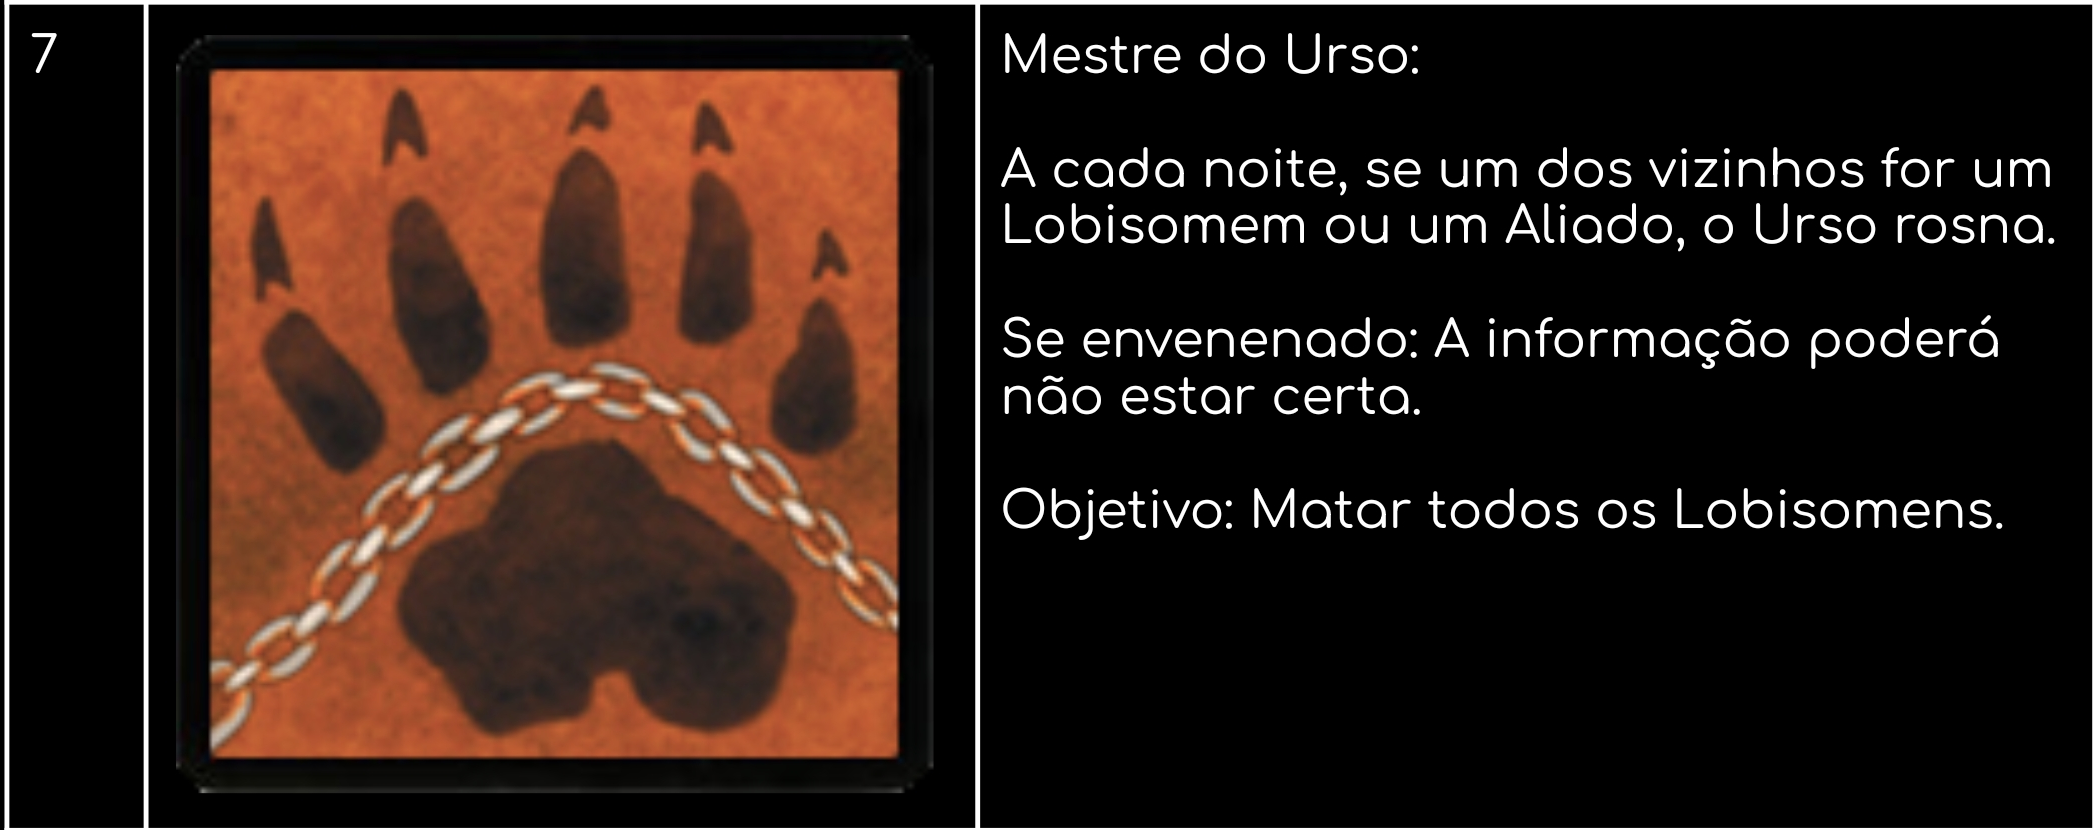 7
Mestre do Urso:
A cada noite, se um dos vizinhos for um
Lobisomem ou um Aliado, o Urso rosna.
Se envenenado: A informação poderá
não estar certa.
Objetivo: Matar todos os Lobisomens.